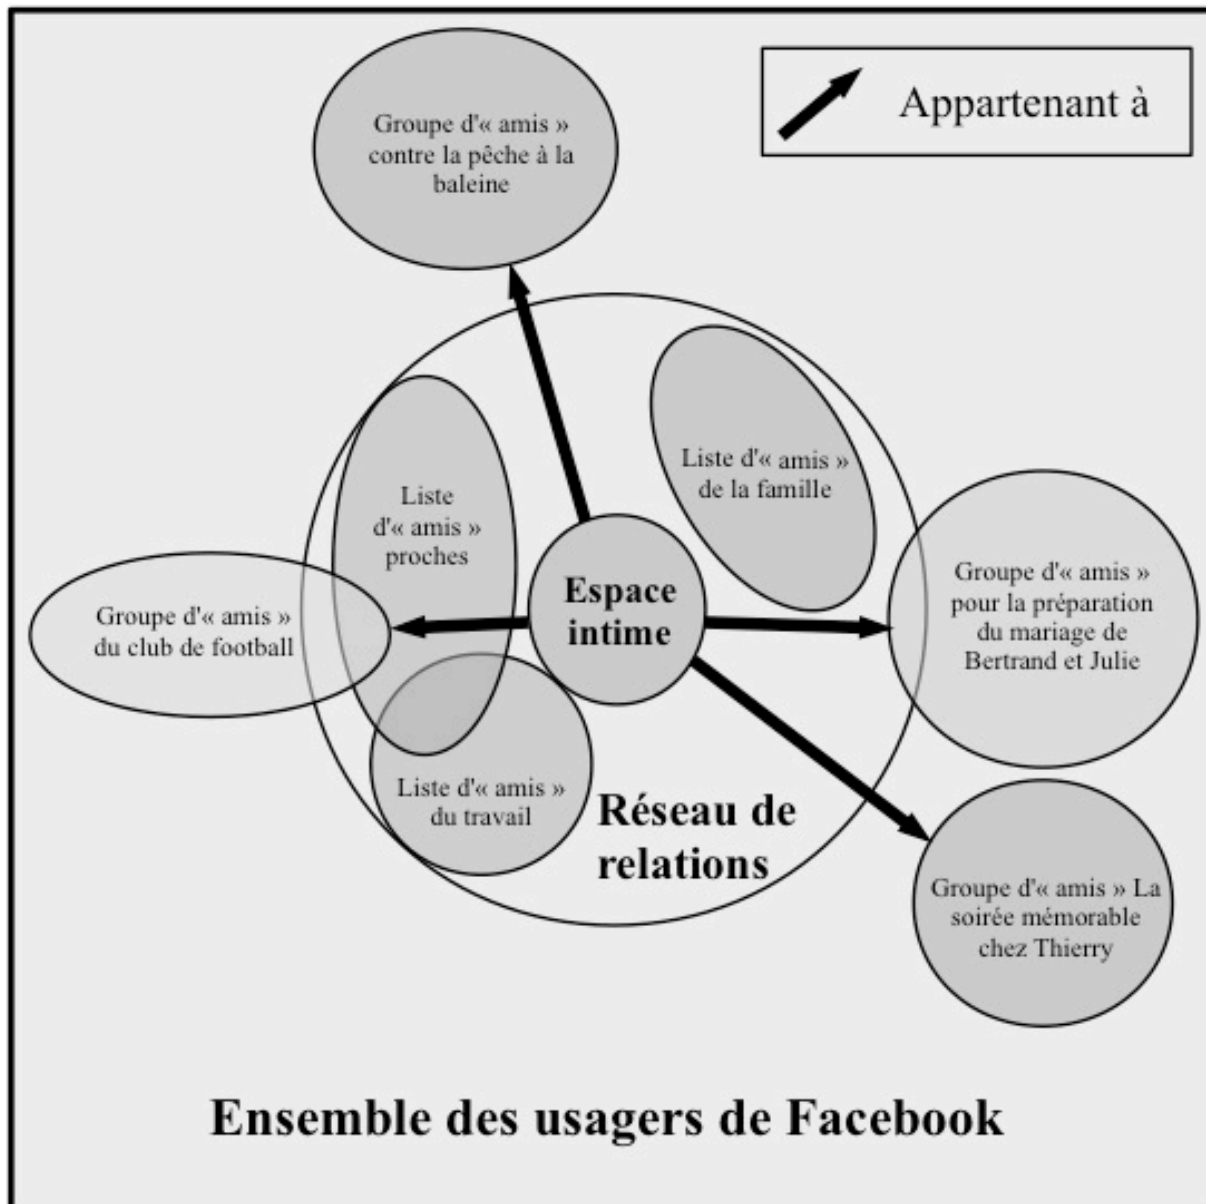 Groupe d'« amis »
contre la pêche à la
baleine
Appartenant à
Liste d'« amis »
de la famille
Liste
d'« amis »
proches
Espace
intime
Groupe d'« amis »
du club de football
Groupe d'« amis »
pour la préparation
du mariage de
Bertrand et Julie
Liste d'« amis »
du travail
Réseau de
relations
Groupe d'« amis » La
soirée mémorable
chez Thierry
Ensemble des usagers de Facebook